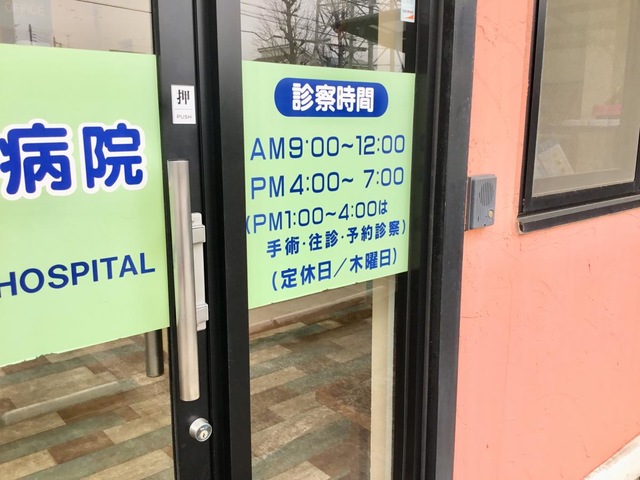 OFFICE
病院
HOSPITAL
押
PUSH
診察時間
AM9:00～12:00
PM4:00～ 7:00
(PM1:00～4:00は
手術・往診・予約診察)
(定休日/木曜日)